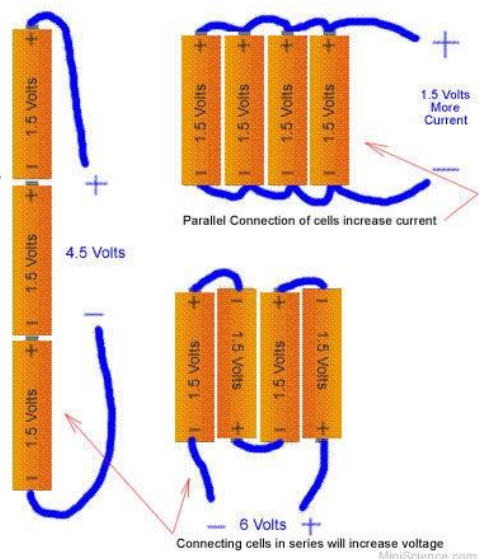 +
1.5 Volts
–
+
1.5 Volts
–
+
1.5 Volts
–
+
4.5 Volts
–
+ + + +
1.5 Volts 1.5 Volts 1.5 Volts 1.5 Volts
– – – –
+
1.5 Volts
More
Current
–
Parallel Connection of cells increase current
+ – + –
1.5 Volts 1.5 Volts 1.5 Volts 1.5 Volts
– + – +
– 6 Volts +
Connecting cells in series will increase voltage
MiniScience.com